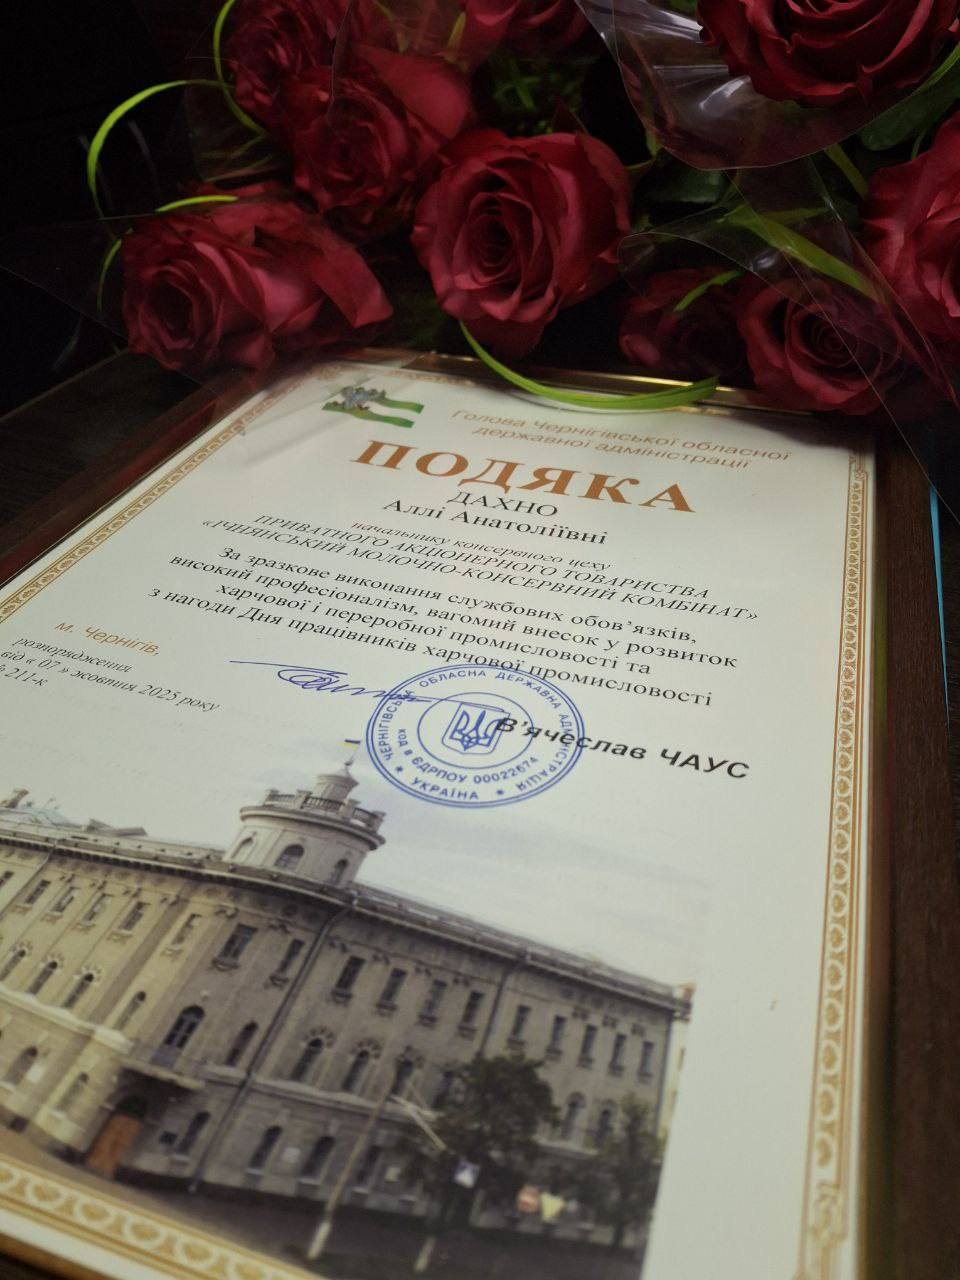 Голова Чернігівської обласної
державної адміністрації
ПОДЯКА
ДАХНО
Аллі Анатоліївні
начальнику консервного цеху
ПРИВАТНОГО АКЦІОНЕРНОГО ТОВАРИСТВА
«ІЧНЯНСЬКИЙ МОЛОЧНО-КОНСЕРВНИЙ КОМБІНАТ»
За зразкове виконання службових обов’язків,
високий професіоналізм, вагомий внесок у розвиток
харчової і переробної промисловості та
з нагоди Дня працівників харчової промисловості
м. Чернігів,
розпорядження
від « 07 » жовтня 2025 року
211-к
ЧЕРНІГІВСЬКА ОБЛАСНА ДЕРЖАВНА АДМІНІСТРАЦІЯ
КОД В ЄДРПОУ 00022674
* УКРАЇНА *
В’ячеслав ЧАУС